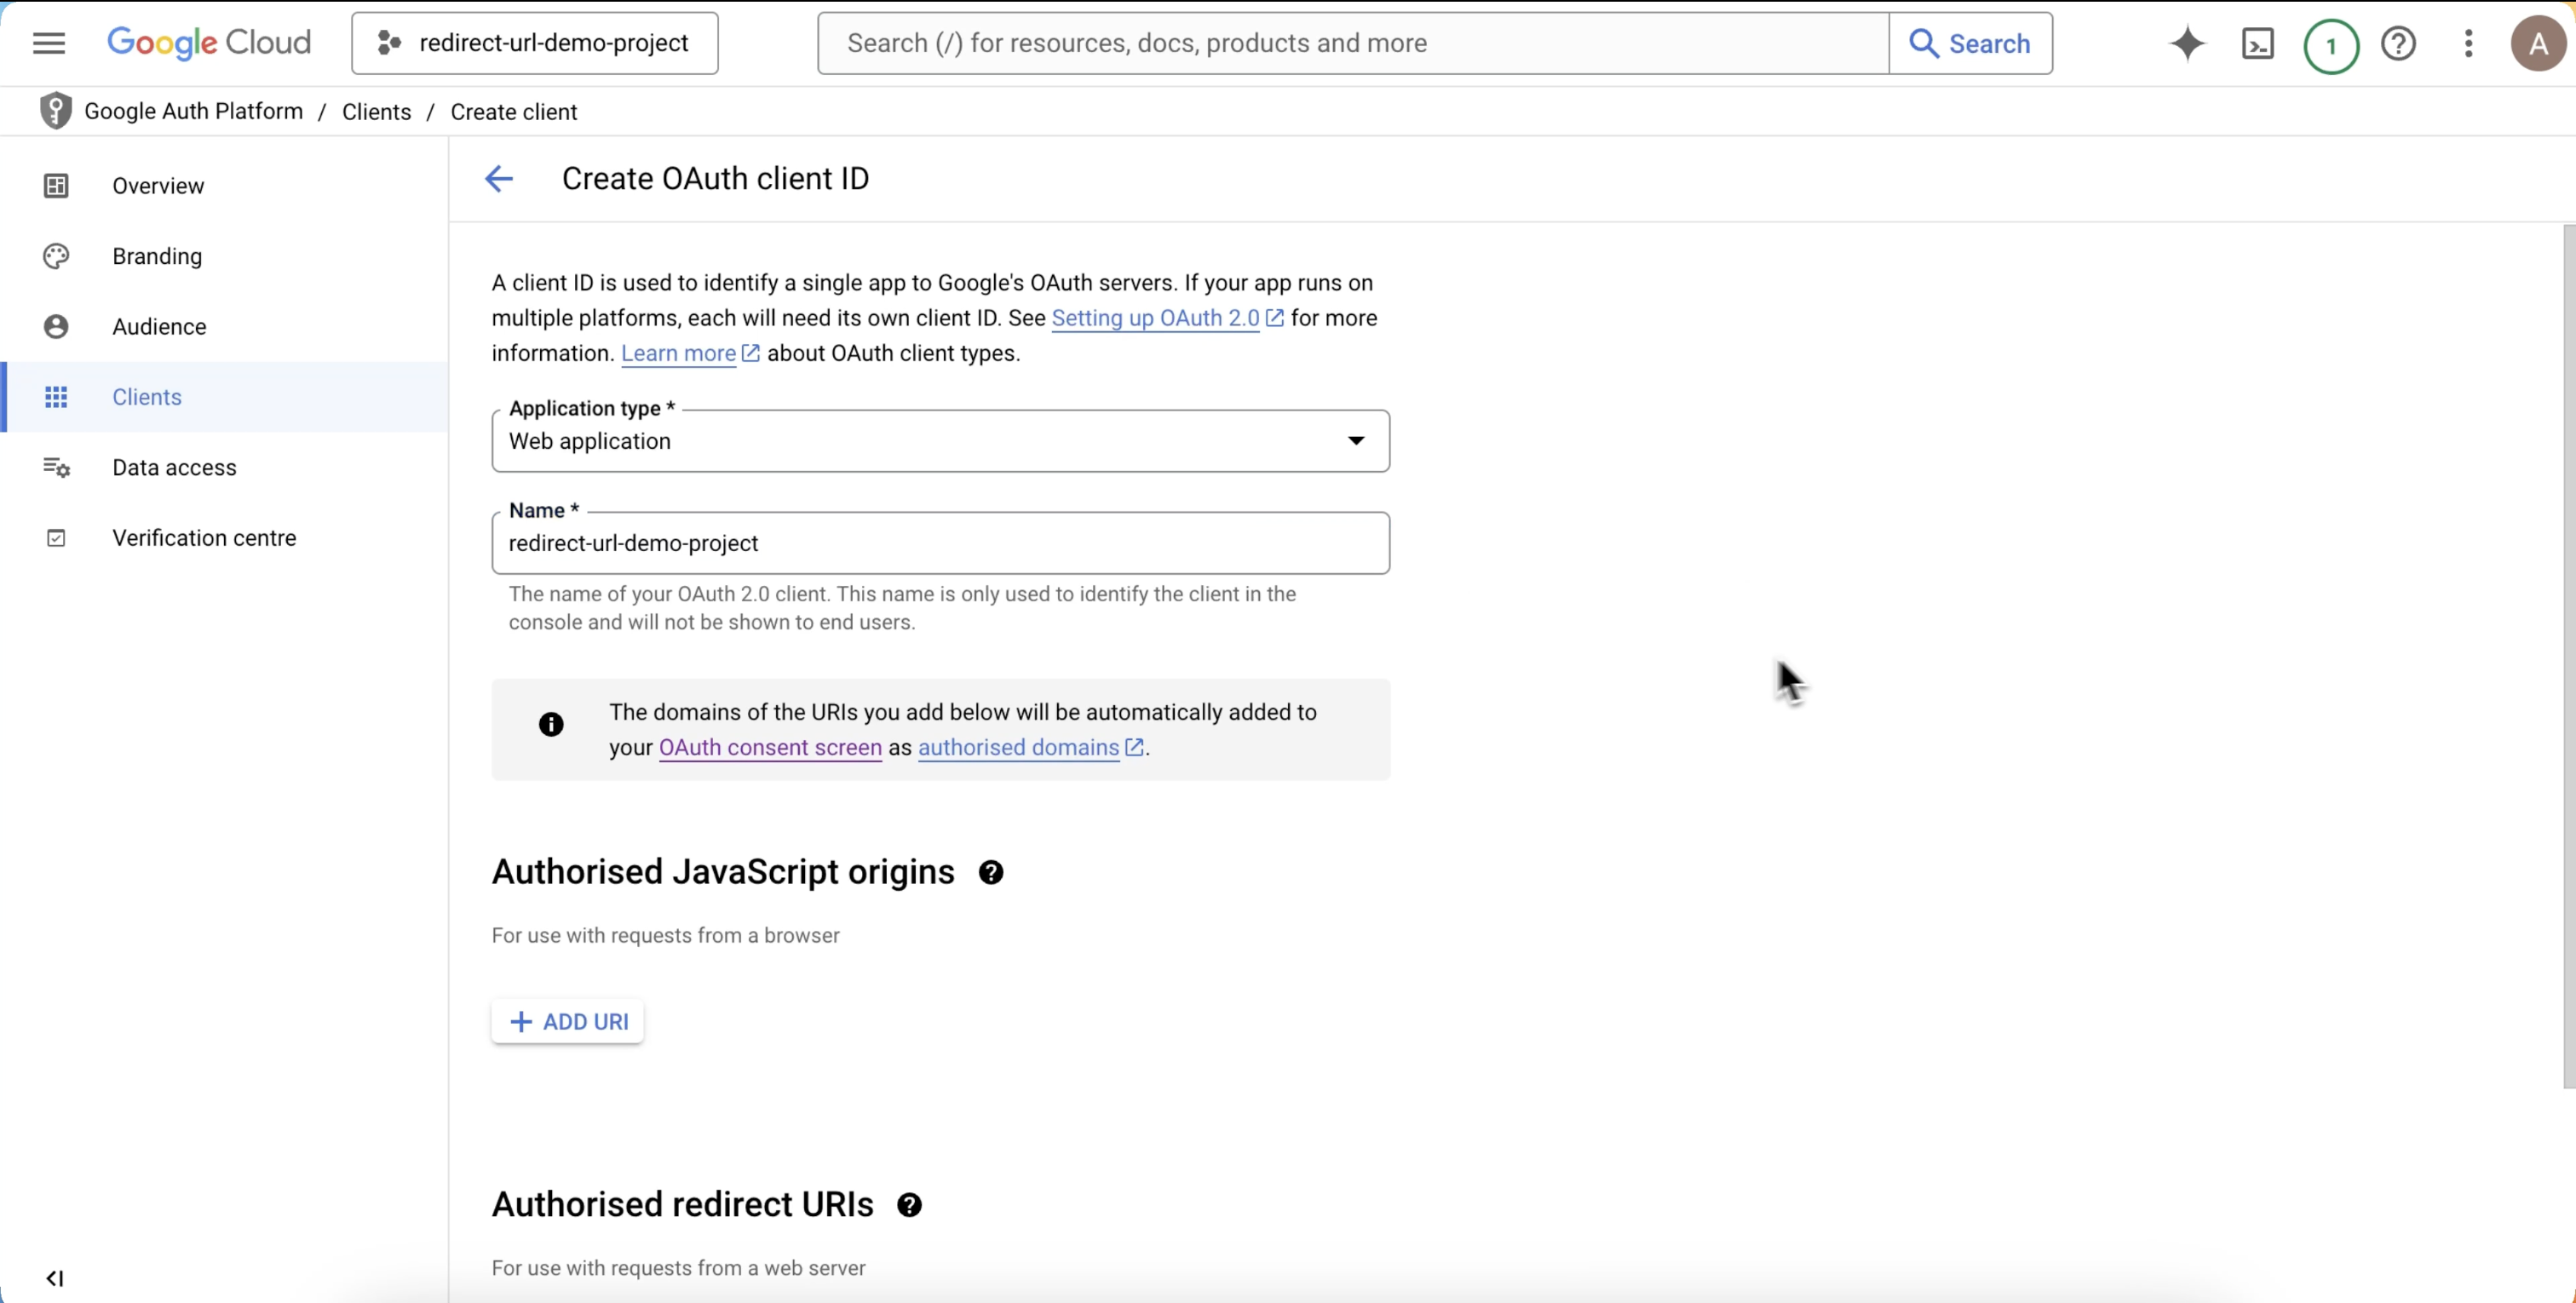 Google Cloud
redirect-url-demo-project
Search (/) for resources, docs, products and more
Search
1
A
Google Auth Platform / Clients / Create client
Overview
Branding
Audience
Clients
Data access
Verification centre
Create OAuth client ID
A client ID is used to identify a single app to Google's OAuth servers. If your app runs on
multiple platforms, each will need its own client ID. See Setting up OAuth 2.0 for more
information. Learn more about OAuth client types.
Application type *
Web application
Name *
redirect-url-demo-project
The name of your OAuth 2.0 client. This name is only used to identify the client in the
console and will not be shown to end users.
The domains of the URIs you add below will be automatically added to
your OAuth consent screen as authorised domains.
Authorised JavaScript origins
For use with requests from a browser
+ ADD URI
Authorised redirect URIs
For use with requests from a web server